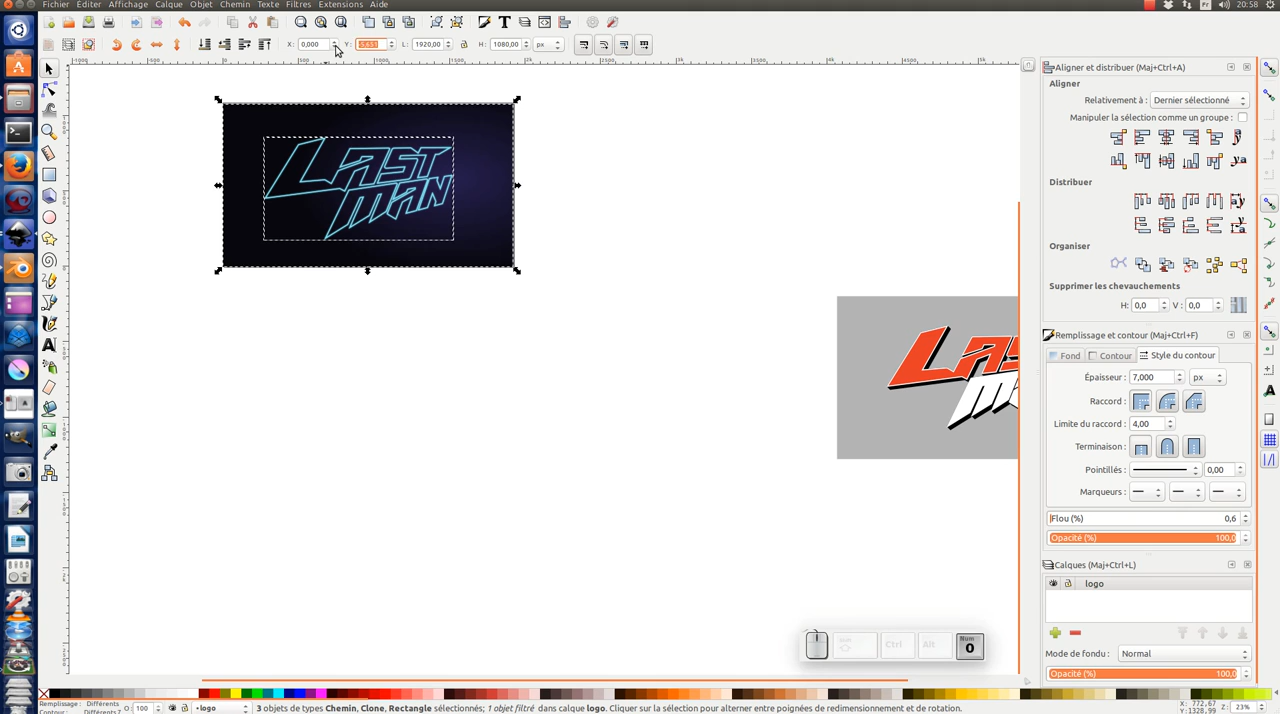 Fichier Éditer Affichage Calque Objet Chemin Texte Filtres Extensions Aide
Fr 20:58
X: 0,000 Y: L: 1920,00 H: 1080,00 px
Aligner et distribuer (Maj+Ctrl+A)
Aligner
Relativement à : Dernier sélectionné
Manipuler la sélection comme un groupe :
Distribuer
Organiser
Supprimer les chevauchements
H: 0,0 V: 0,0
Remplissage et contour (Maj+Ctrl+F)
Fond Contour Style du contour
Épaisseur : 7,000 px
Raccord :
Limite du raccord : 4,00
Terminaison :
Pointillés : 0,00
Marqueurs :
Flou (%) 0,6
Opacité (%) 100,0
Calques (Maj+Ctrl+L)
logo
Mode de fondu : Normal
Opacité (%) 100,0
LAST
MAN
Ctrl Alt Num
0
Remplissage : Différents
Contour : Différents 7
O: 100 •logo
3 objets de types Chemin, Clone, Rectangle sélectionnés; 1 objet filtré dans calque logo. Cliquer sur la sélection pour alterner entre poignées de redimensionnement et de rotation.
X: 772,67
Y: 1328,99
Z: 23%